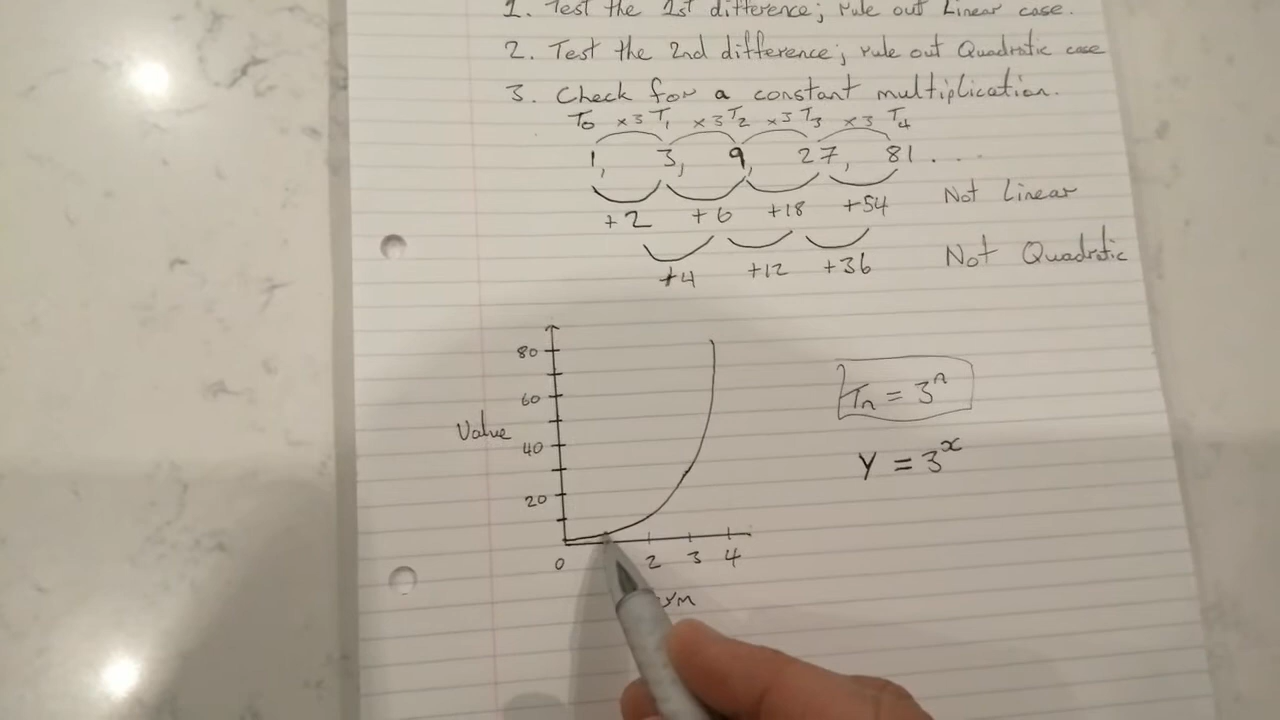 1. Test the 1st difference; rule out Linear case.
2. Test the 2nd difference; rule out Quadratic case
3. Check for a constant multiplication.
T0 ×3 T1 ×3 T2 ×3 T3 ×3 T4
1, 3, 9, 27, 81 ....
+2 +6 +18 +54 Not Linear
+4 +12 +36 Not Quadratic
80
60
Value
40
20
0 2 3 4
Tn = 3^n
y = 3^x